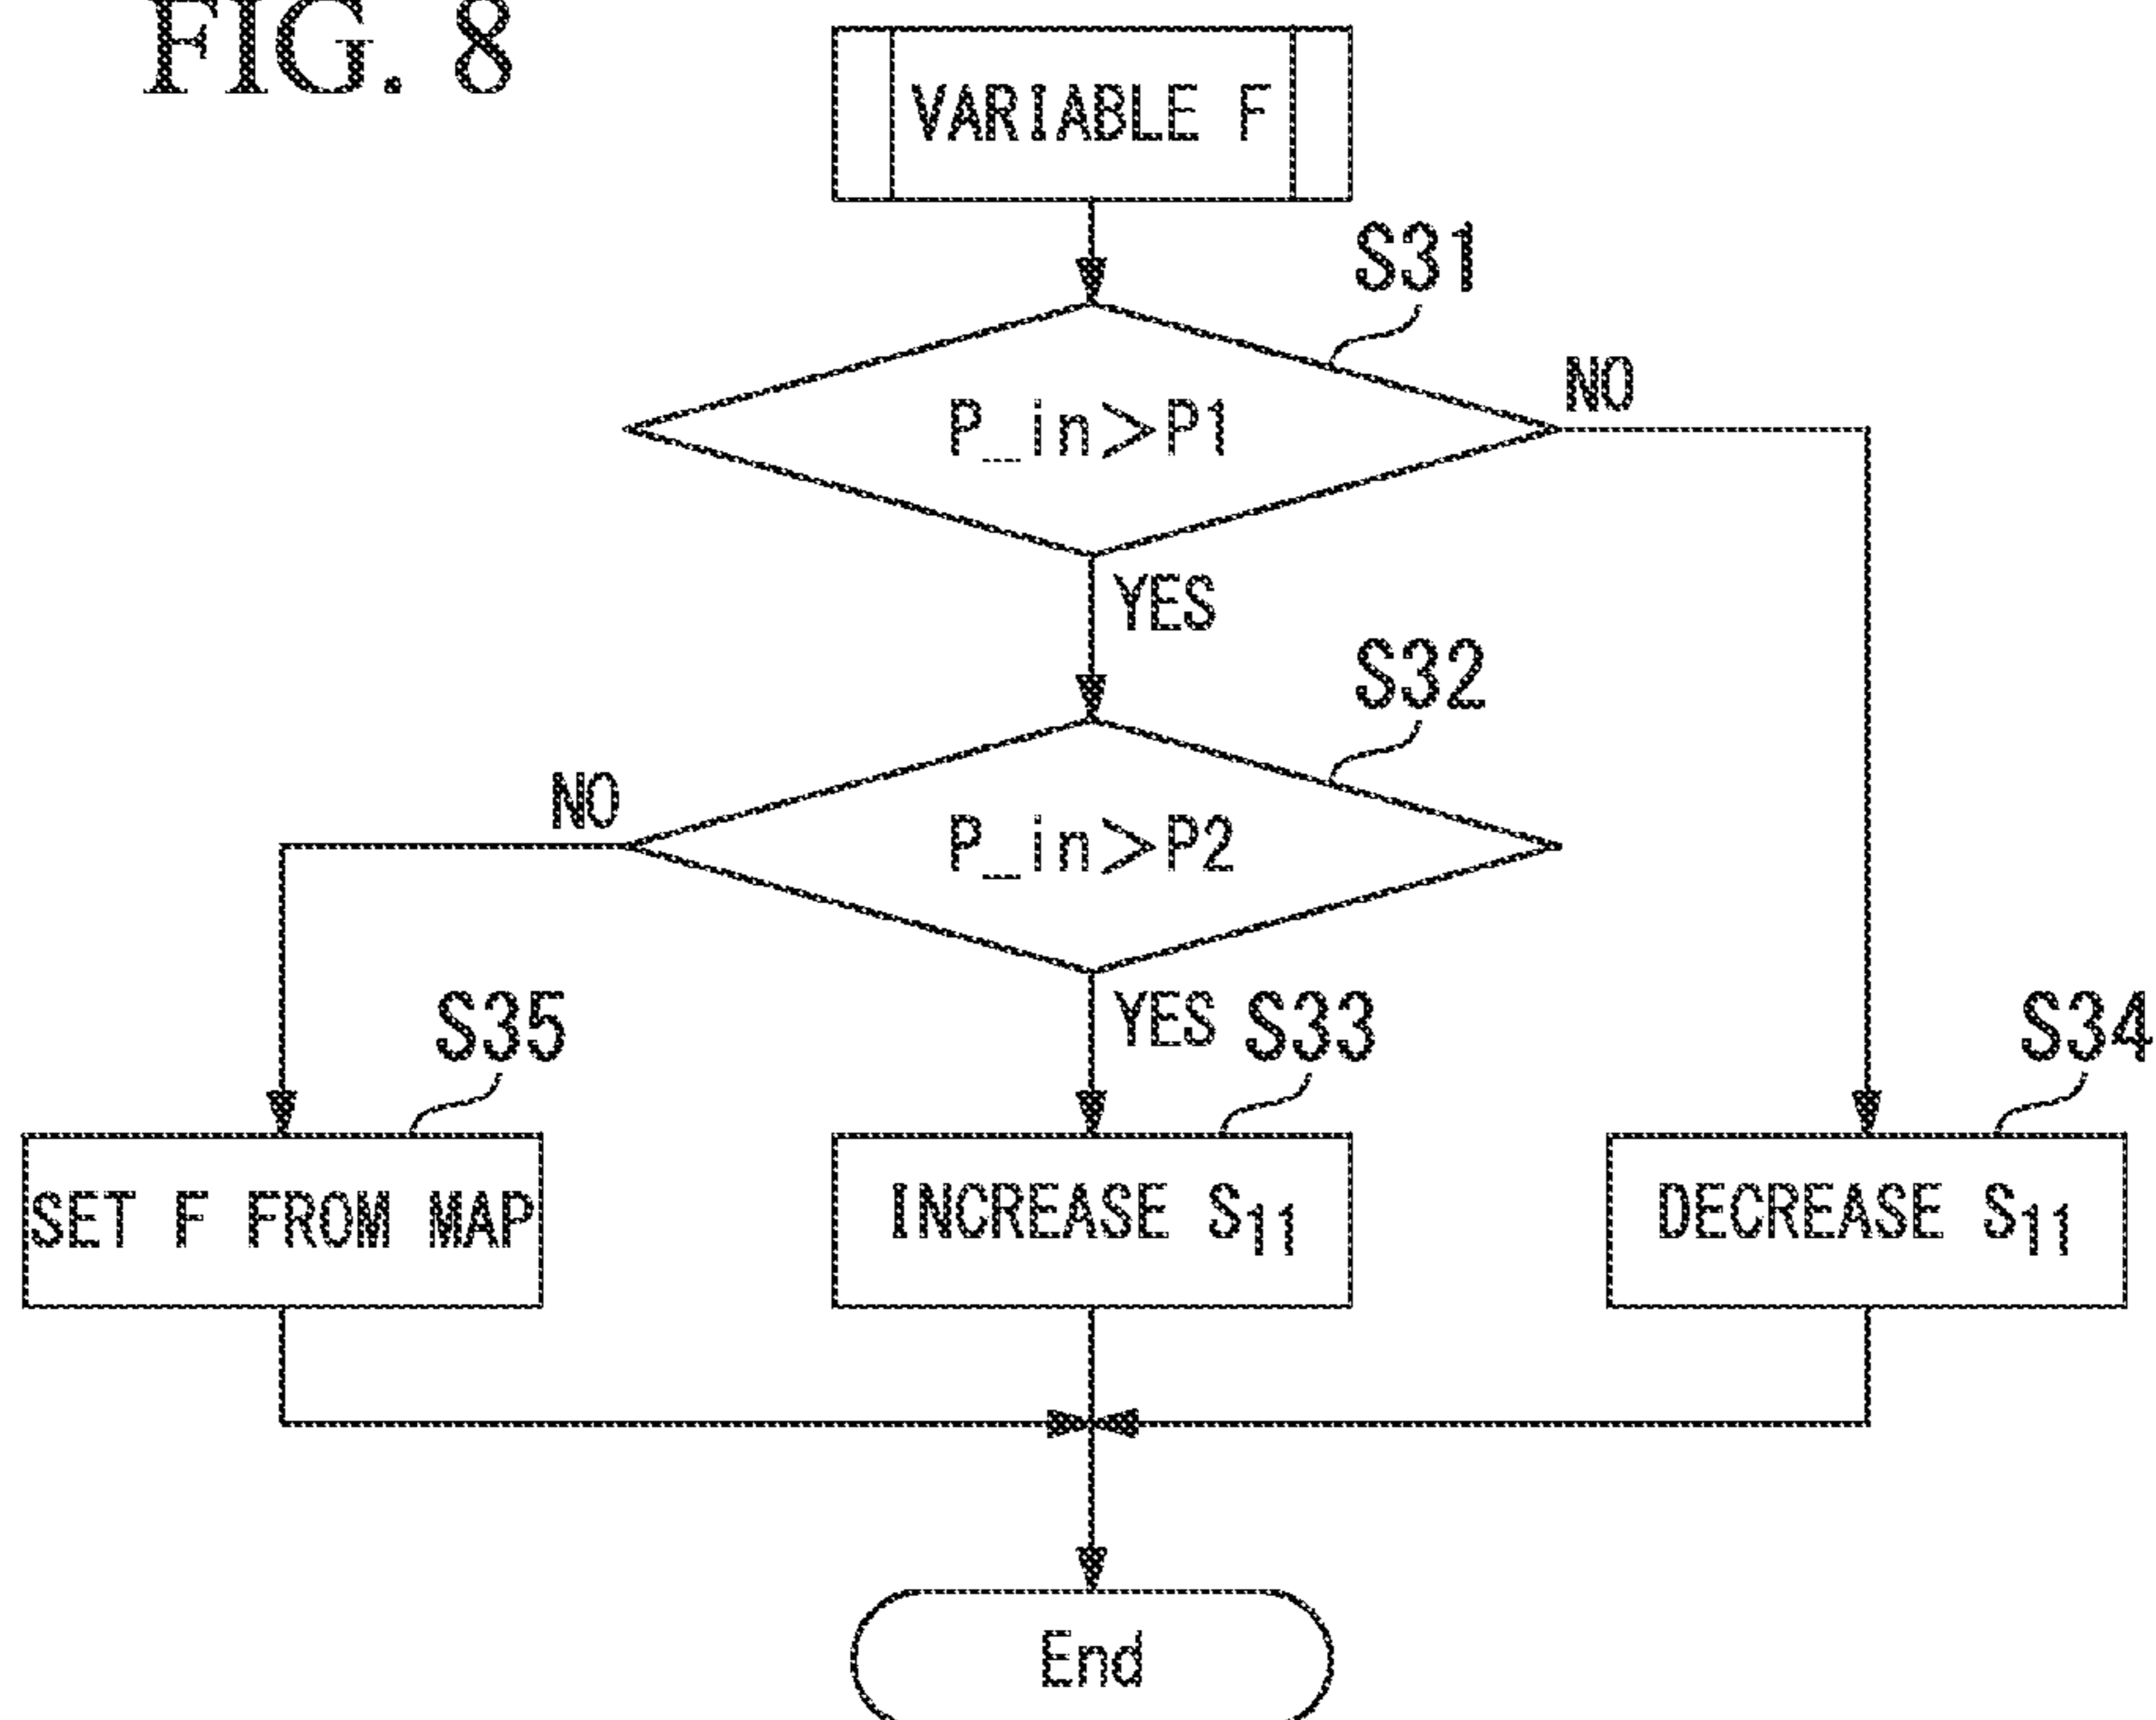 FIG. 8
VARIABLE F
S31
P_in>P1
NO
YES
S32
P_in>P2
NO
YES
S35
S33
S34
SET F FROM MAP
INCREASE S11
DECREASE S11
End